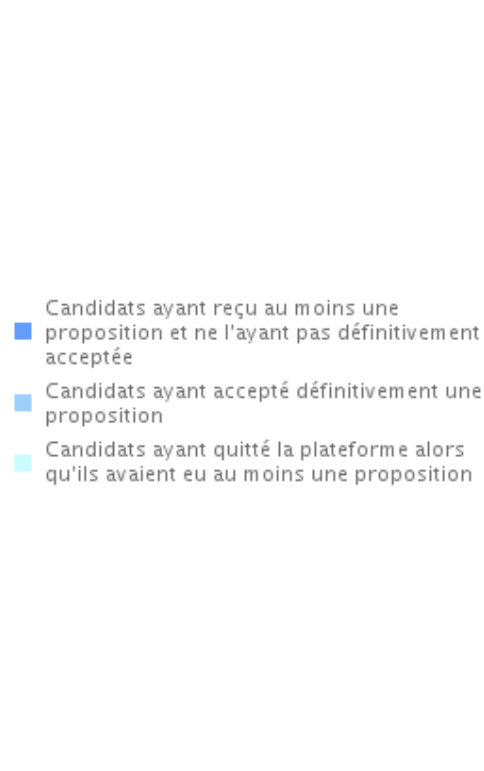 Candidats ayant reçu au moins une
proposition et ne l'ayant pas définitivement
acceptée
Candidats ayant accepté définitivement une
proposition
Candidats ayant quitté la plateforme alors
qu'ils avaient eu au moins une proposition